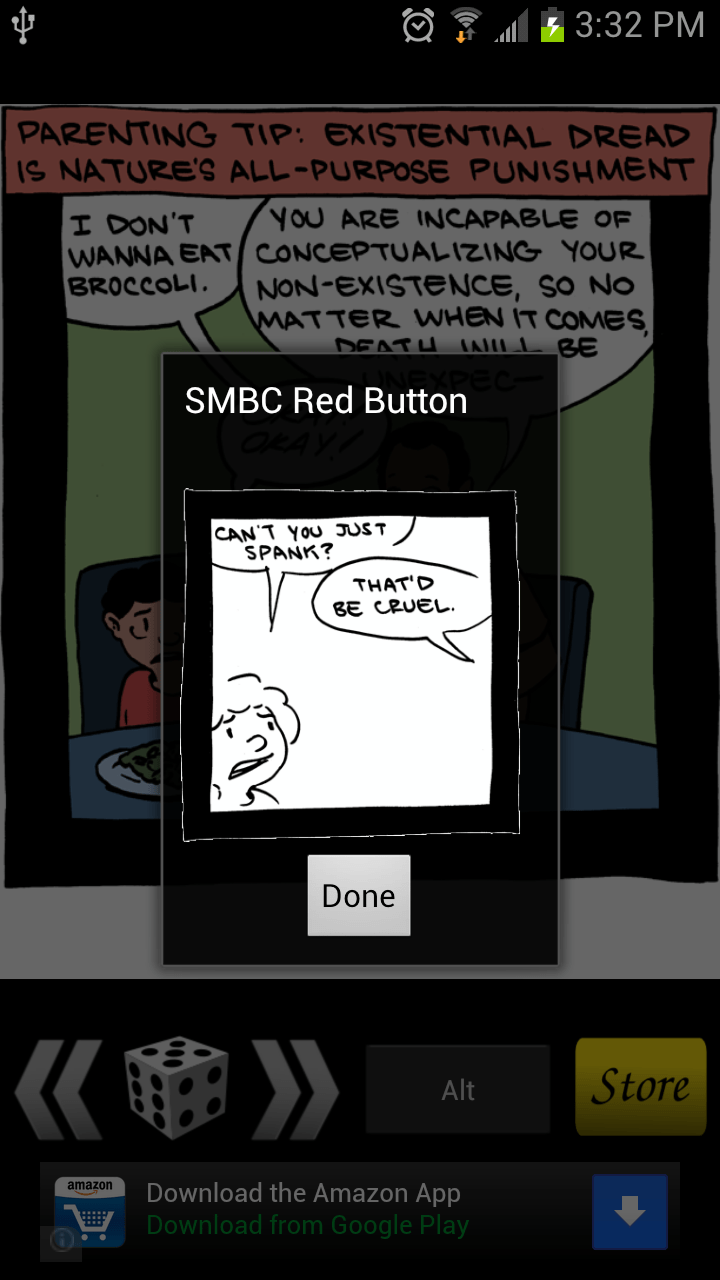 3:32 PM
PARENTING TIP: EXISTENTIAL DREAD
IS NATURE'S ALL-PURPOSE PUNISHMENT
I DON'T
WANNA EAT
BROCCOLI.
YOU ARE INCAPABLE OF
CONCEPTUALIZING YOUR
NON-EXISTENCE, SO NO
MATTER WHEN IT COMES,
DEATH WILL BE
UNEXPEC—
OKAY!
SMBC Red Button
CAN'T YOU JUST
SPANK?
THAT'D
BE CRUEL.
Done
Alt
Store
amazon
Download the Amazon App
Download from Google Play